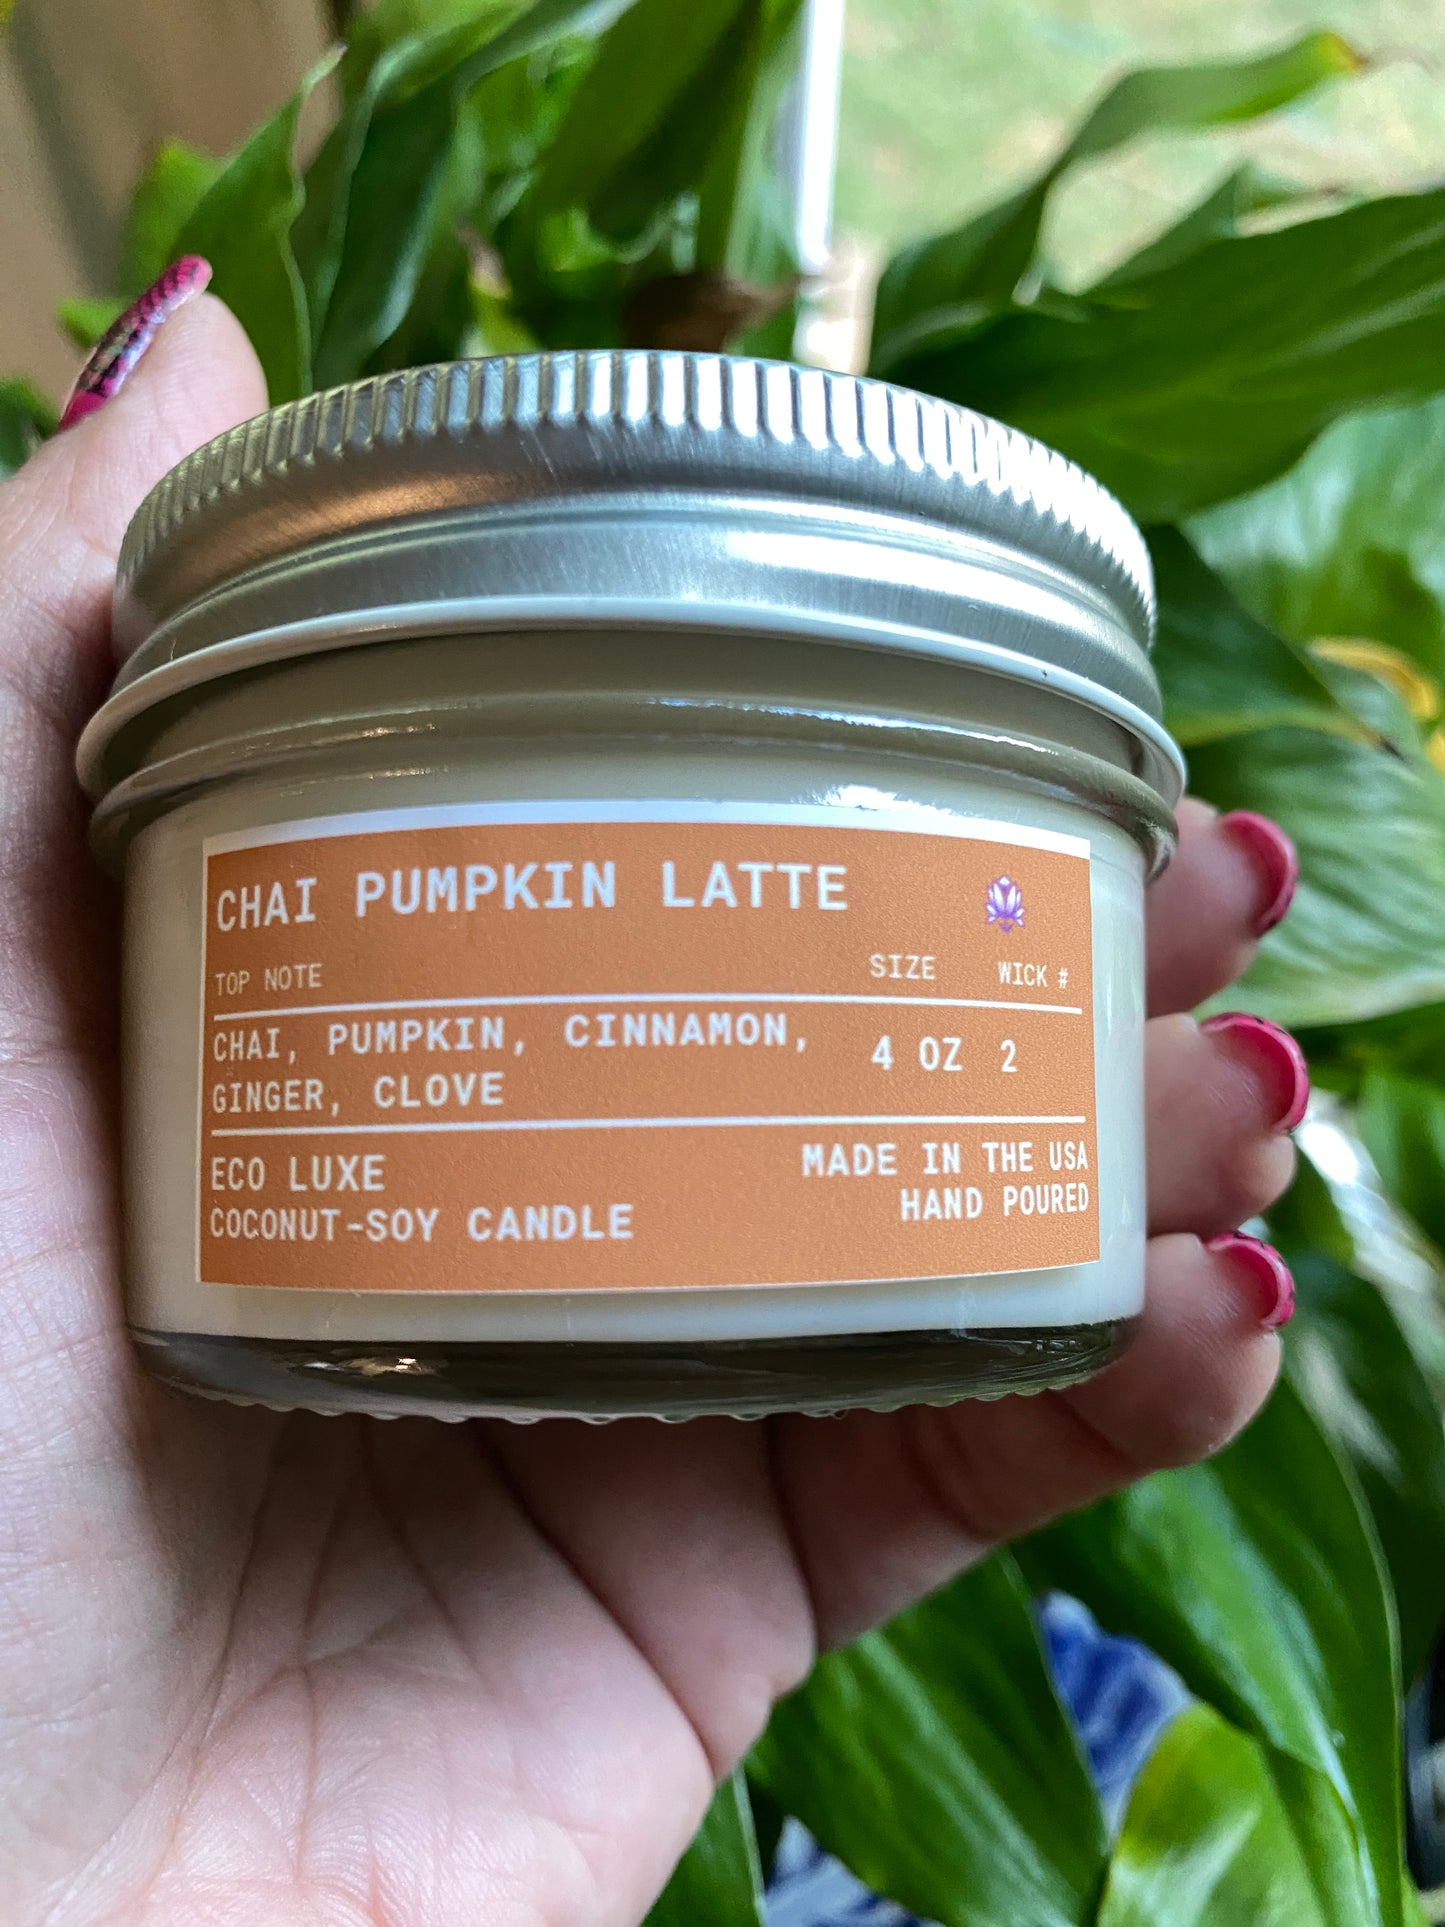 CHAI PUMPKIN LATTE
TOP NOTE SIZE WICK #
CHAI, PUMPKIN, CINNAMON,
GINGER, CLOVE
4 OZ 2
ECO LUXE
COCONUT-SOY CANDLE
MADE IN THE USA
HAND POURED